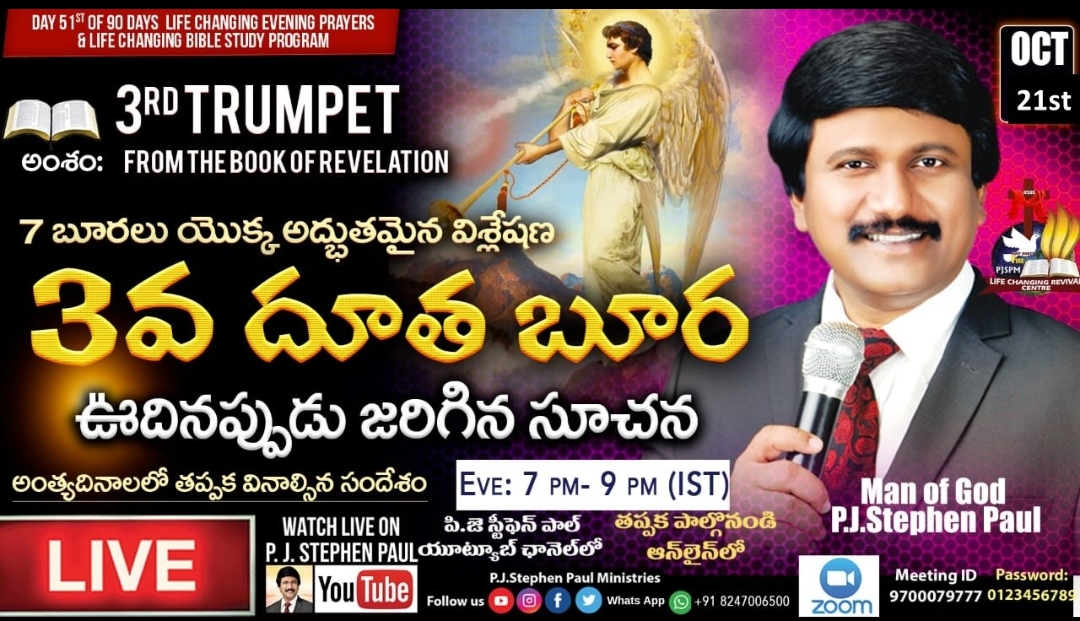 DAY 51ST OF 90 DAYS LIFE CHANGING EVENING PRAYERS
& LIFE CHANGING BIBLE STUDY PROGRAM
OCT
21st
3RD TRUMPET
అంశం: FROM THE BOOK OF REVELATION
7 బూరలు యొక్క అద్భుతమైన విశ్లేషణ
3వ దూత బూర
ఊదినప్పుడు జరిగిన సూచన
అంత్యదినాలలో తప్పక వినాల్సిన సందేశం
EVE: 7 PM- 9 PM (IST)
JESUS
PJSPM
LIFE CHANGING REVIVAL
CENTRE
Man of God
P.J.Stephen Paul
LIVE
WATCH LIVE ON
P. J. STEPHEN PAUL
YouTube
పి.జె స్టీఫెన్ పాల్
యూట్యూబ్ ఛానెల్‌లో
తప్పక పాల్గొనండి
ఆన్‌లైన్‌లో
P.J.Stephen Paul Ministries
Follow us Whats App +91 8247006500
zoom
Meeting ID
9700079777
Password:
0123456789